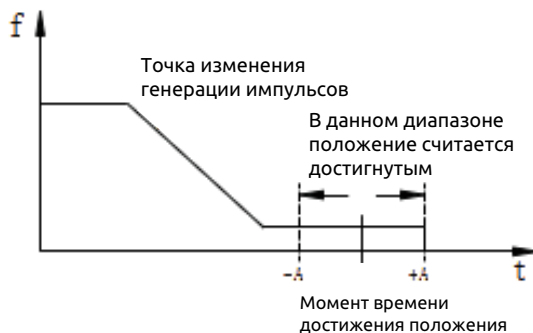 f
Точка изменения
генерации импульсов
В данном диапазоне
положение считается
достигнутым
t
Момент времени
достижения положения